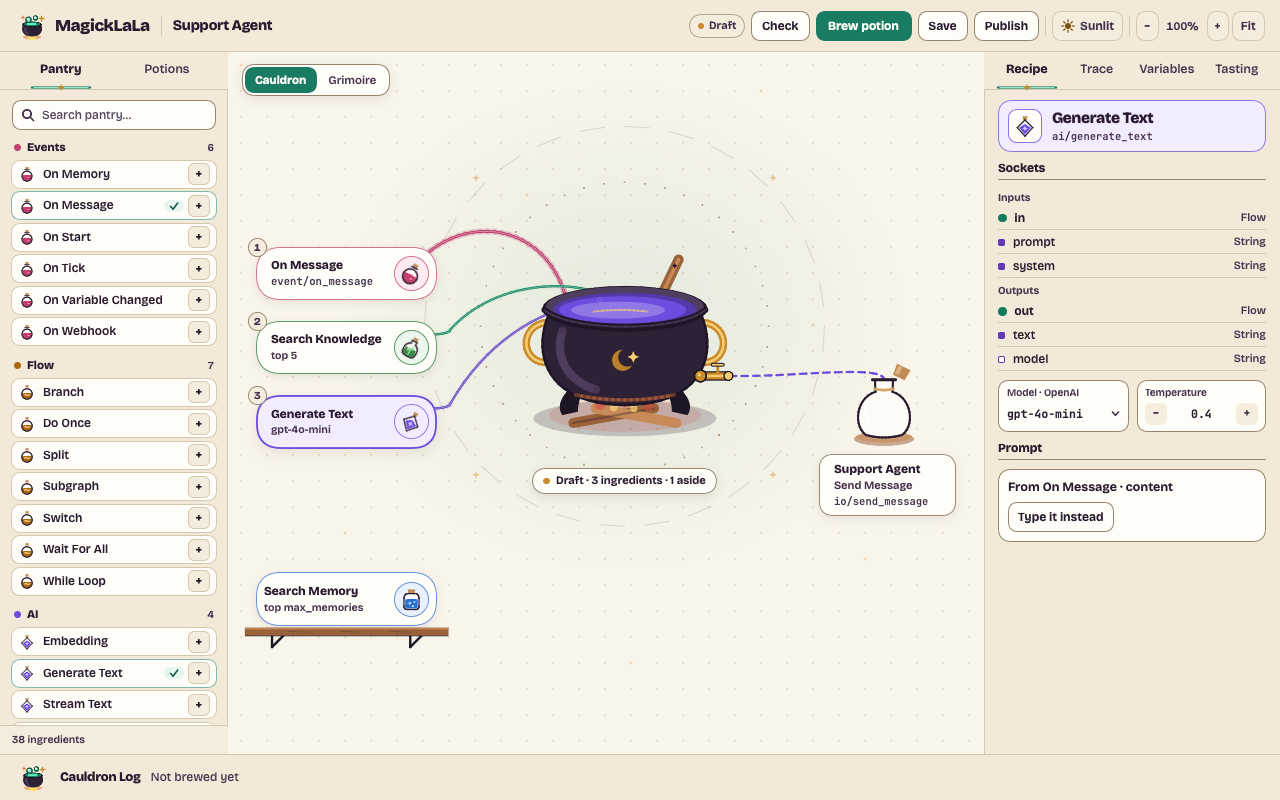 MagickLaLa
Support Agent
Draft
Check
Brew potion
Save
Publish
Sunlit
−
100%
+
Fit
Pantry
Potions
Search pantry…
Events
6
On Memory
+
On Message
+
On Start
+
On Tick
+
On Variable Changed
+
On Webhook
+
Flow
7
Branch
+
Do Once
+
Split
+
Subgraph
+
Switch
+
Wait For All
+
While Loop
+
AI
4
Embedding
+
Generate Text
+
Stream Text
+
38 ingredients
Cauldron
Grimoire
1
On Message
event/on_message
2
Search Knowledge
top 5
3
Generate Text
gpt-4o-mini
Draft · 3 ingredients · 1 aside
Support Agent
Send Message
io/send_message
Search Memory
top max_memories
Recipe
Trace
Variables
Tasting
Generate Text
ai/generate_text
Sockets
Inputs
in
Flow
prompt
String
system
String
Outputs
out
Flow
text
String
model
String
Model · OpenAI
gpt-4o-mini
Temperature
−
0.4
+
Prompt
From On Message · content
Type it instead
Cauldron Log
Not brewed yet